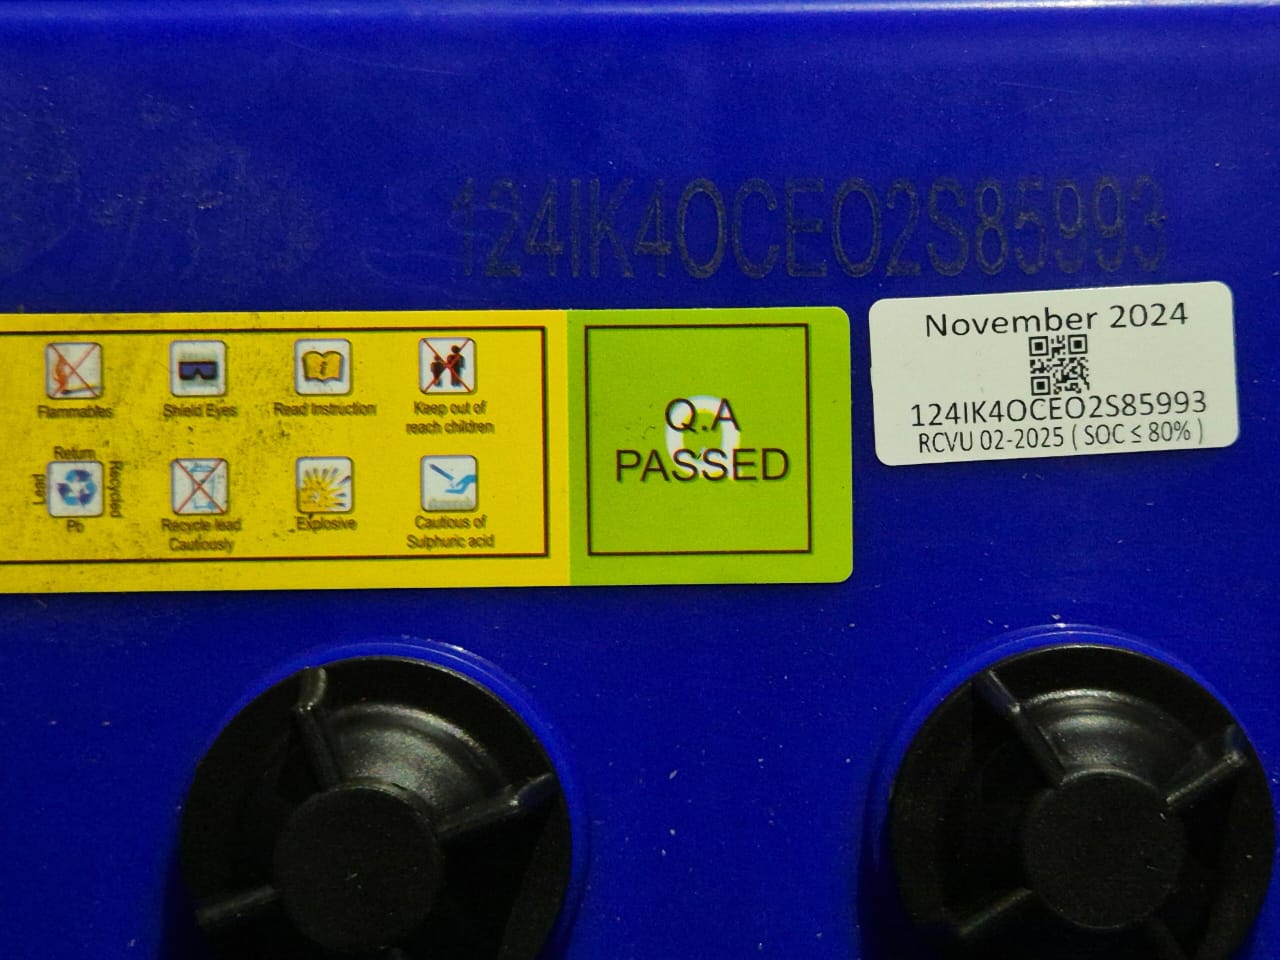 124IK4OCEO2S85993
Flammables
Shield Eyes
Read Instruction
Keep out of
reach children
Return
Lead
Recycled
Pb
Recycle lead
Cautiously
Explosive
Cautious of
Sulphuric acid
Q.A
PASSED
November 2024
124IK4OCEO2S85993
RCVU 02-2025 ( SOC ≤ 80% )